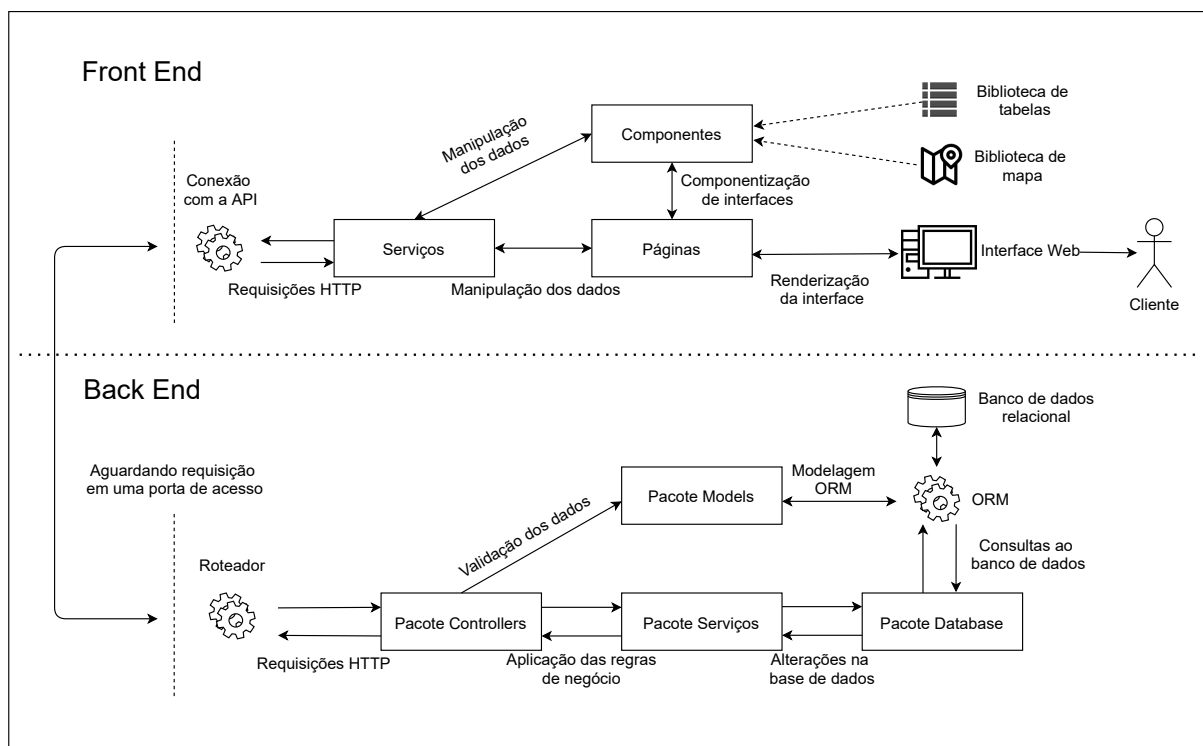 Front End
Biblioteca de
tabelas
Manipulação
dos dados
Componentes
Biblioteca de
mapa
Conexão
com a API
Componentização
de interfaces
Serviços
Páginas
Interface Web
Requisições HTTP
Manipulação dos dados
Renderização
da interface
Cliente
Back End
Banco de dados
relacional
Aguardando requisição
em uma porta de acesso
Modelagem
ORM
Pacote Models
ORM
Validação dos dados
Consultas ao
banco de dados
Roteador
Pacote Controllers
Pacote Serviços
Pacote Database
Requisições HTTP
Aplicação das regras
de negócio
Alterações na
base de dados